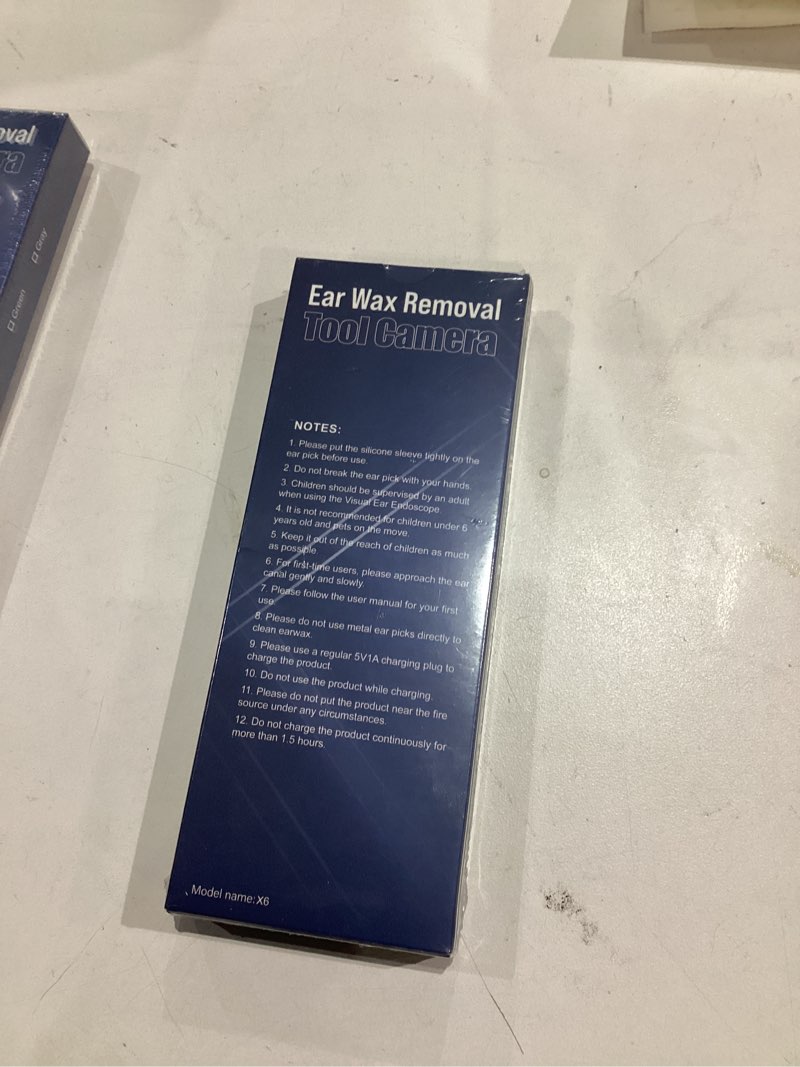 oval
ra
Gray
Green
Ear Wax Removal
Tool Camera
NOTES:
1. Please put the silicone sleeve tightly on the
ear pick before use.
2. Do not break the ear pick with your hands.
3. Children should be supervised by an adult
when using the Visual Ear Endoscope.
4. It is not recommended for children under 6
years old and pets on the move.
5. Keep it out of the reach of children as much
as possible.
6. For first-time users, please approach the ear
canal gently and slowly.
7. Please follow the user manual for your first
use.
8. Please do not use metal ear picks directly to
clean earwax.
9. Please use a regular 5V1A charging plug to
charge the product.
10. Do not use the product while charging.
11. Please do not put the product near the fire
source under any circumstances.
12. Do not charge the product continuously for
more than 1.5 hours.
Model name:X6